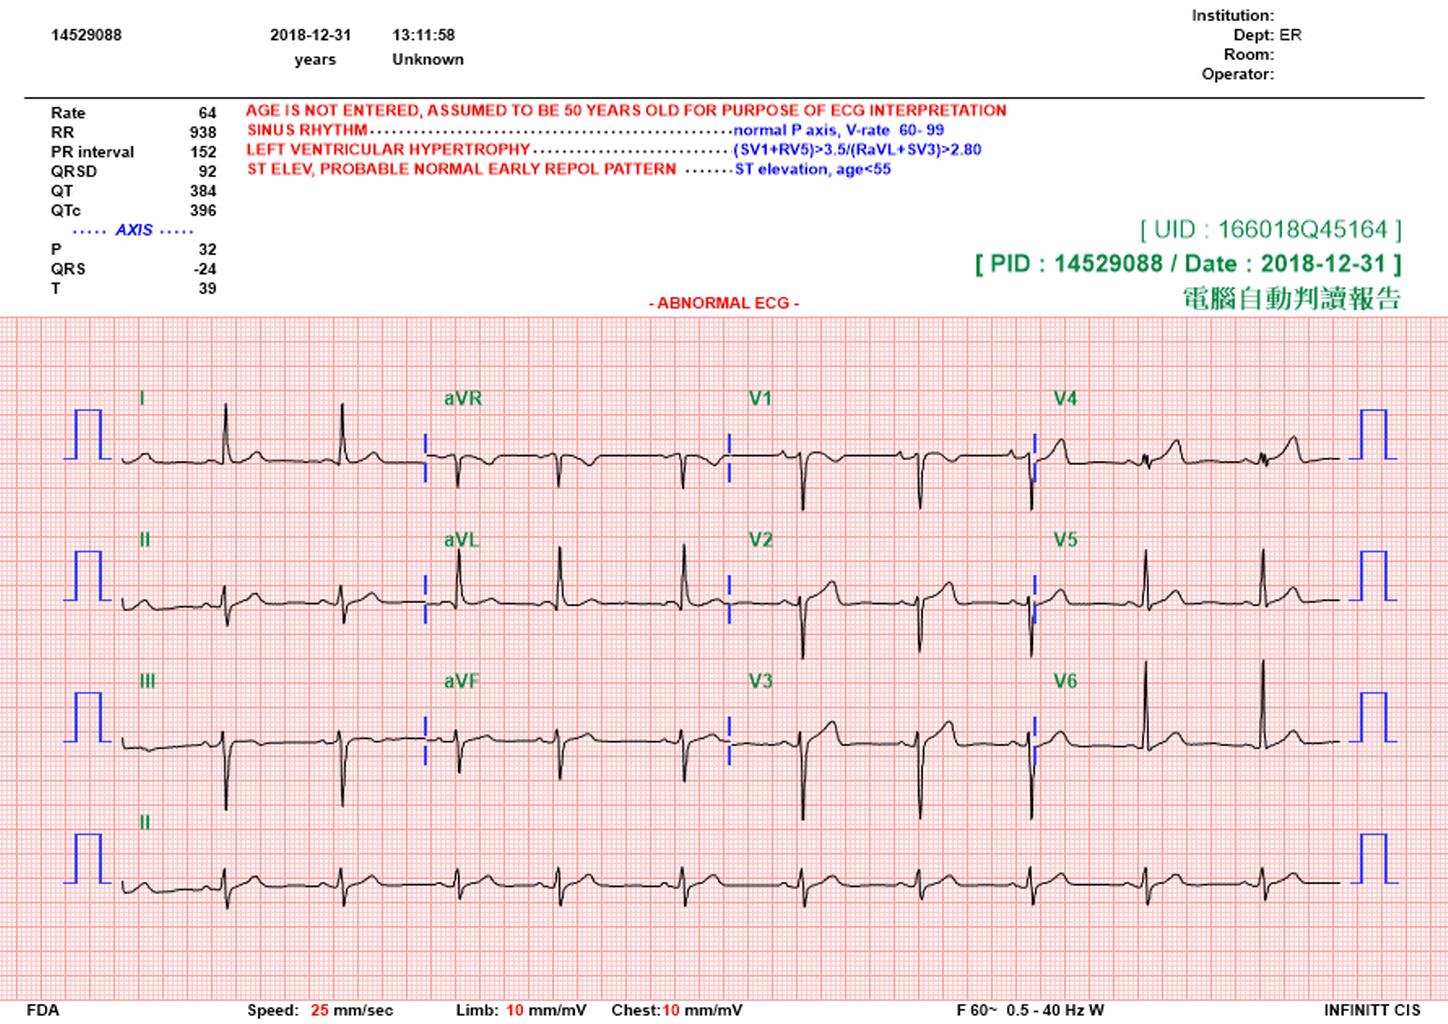 Institution:
14529088 2018-12-31 13:11:58 Dept: ER
years Unknown Room:
Operator:
Rate 64 AGE IS NOT ENTERED, ASSUMED TO BE 50 YEARS OLD FOR PURPOSE OF ECG INTERPRETATION
RR 938 SINUS RHYTHM....................................................normal P axis, V-rate 60- 99
PR interval 152 LEFT VENTRICULAR HYPERTROPHY............................(SV1+RV5)>3.5/(RaVL+SV3)>2.80
QRSD 92 ST ELEV, PROBABLE NORMAL EARLY REPOL PATTERN .......ST elevation, age<55
QT 384
QTc 396
..... AXIS .....
P 32
QRS -24
T 39
[ UID : 166018Q45164 ]
[ PID : 14529088 / Date : 2018-12-31 ]
電腦自動判讀報告
- ABNORMAL ECG -
I aVR V1 V4
II aVL V2 V5
III aVF V3 V6
II
FDA Speed: 25 mm/sec Limb: 10 mm/mV Chest:10 mm/mV F 60~ 0.5 - 40 Hz W INFINITT CIS